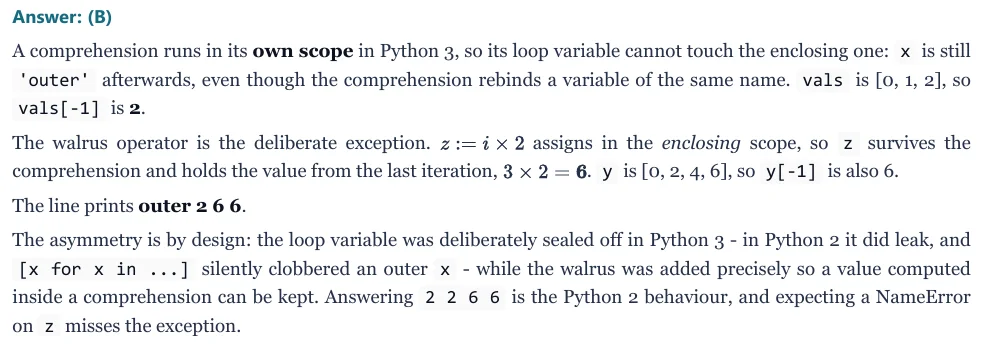 Answer: (B)
A comprehension runs in its own scope in Python 3, so its loop variable cannot touch the enclosing one: x is still
'outer' afterwards, even though the comprehension rebinds a variable of the same name. vals is [0, 1, 2], so
vals[-1] is 2.
The walrus operator is the deliberate exception. z := i × 2 assigns in the enclosing scope, so z survives the
comprehension and holds the value from the last iteration, 3 × 2 = 6. y is [0, 2, 4, 6], so y[-1] is also 6.
The line prints outer 2 6 6.
The asymmetry is by design: the loop variable was deliberately sealed off in Python 3 - in Python 2 it did leak, and
[x for x in ...] silently clobbered an outer x - while the walrus was added precisely so a value computed
inside a comprehension can be kept. Answering 2 2 6 6 is the Python 2 behaviour, and expecting a NameError
on z misses the exception.